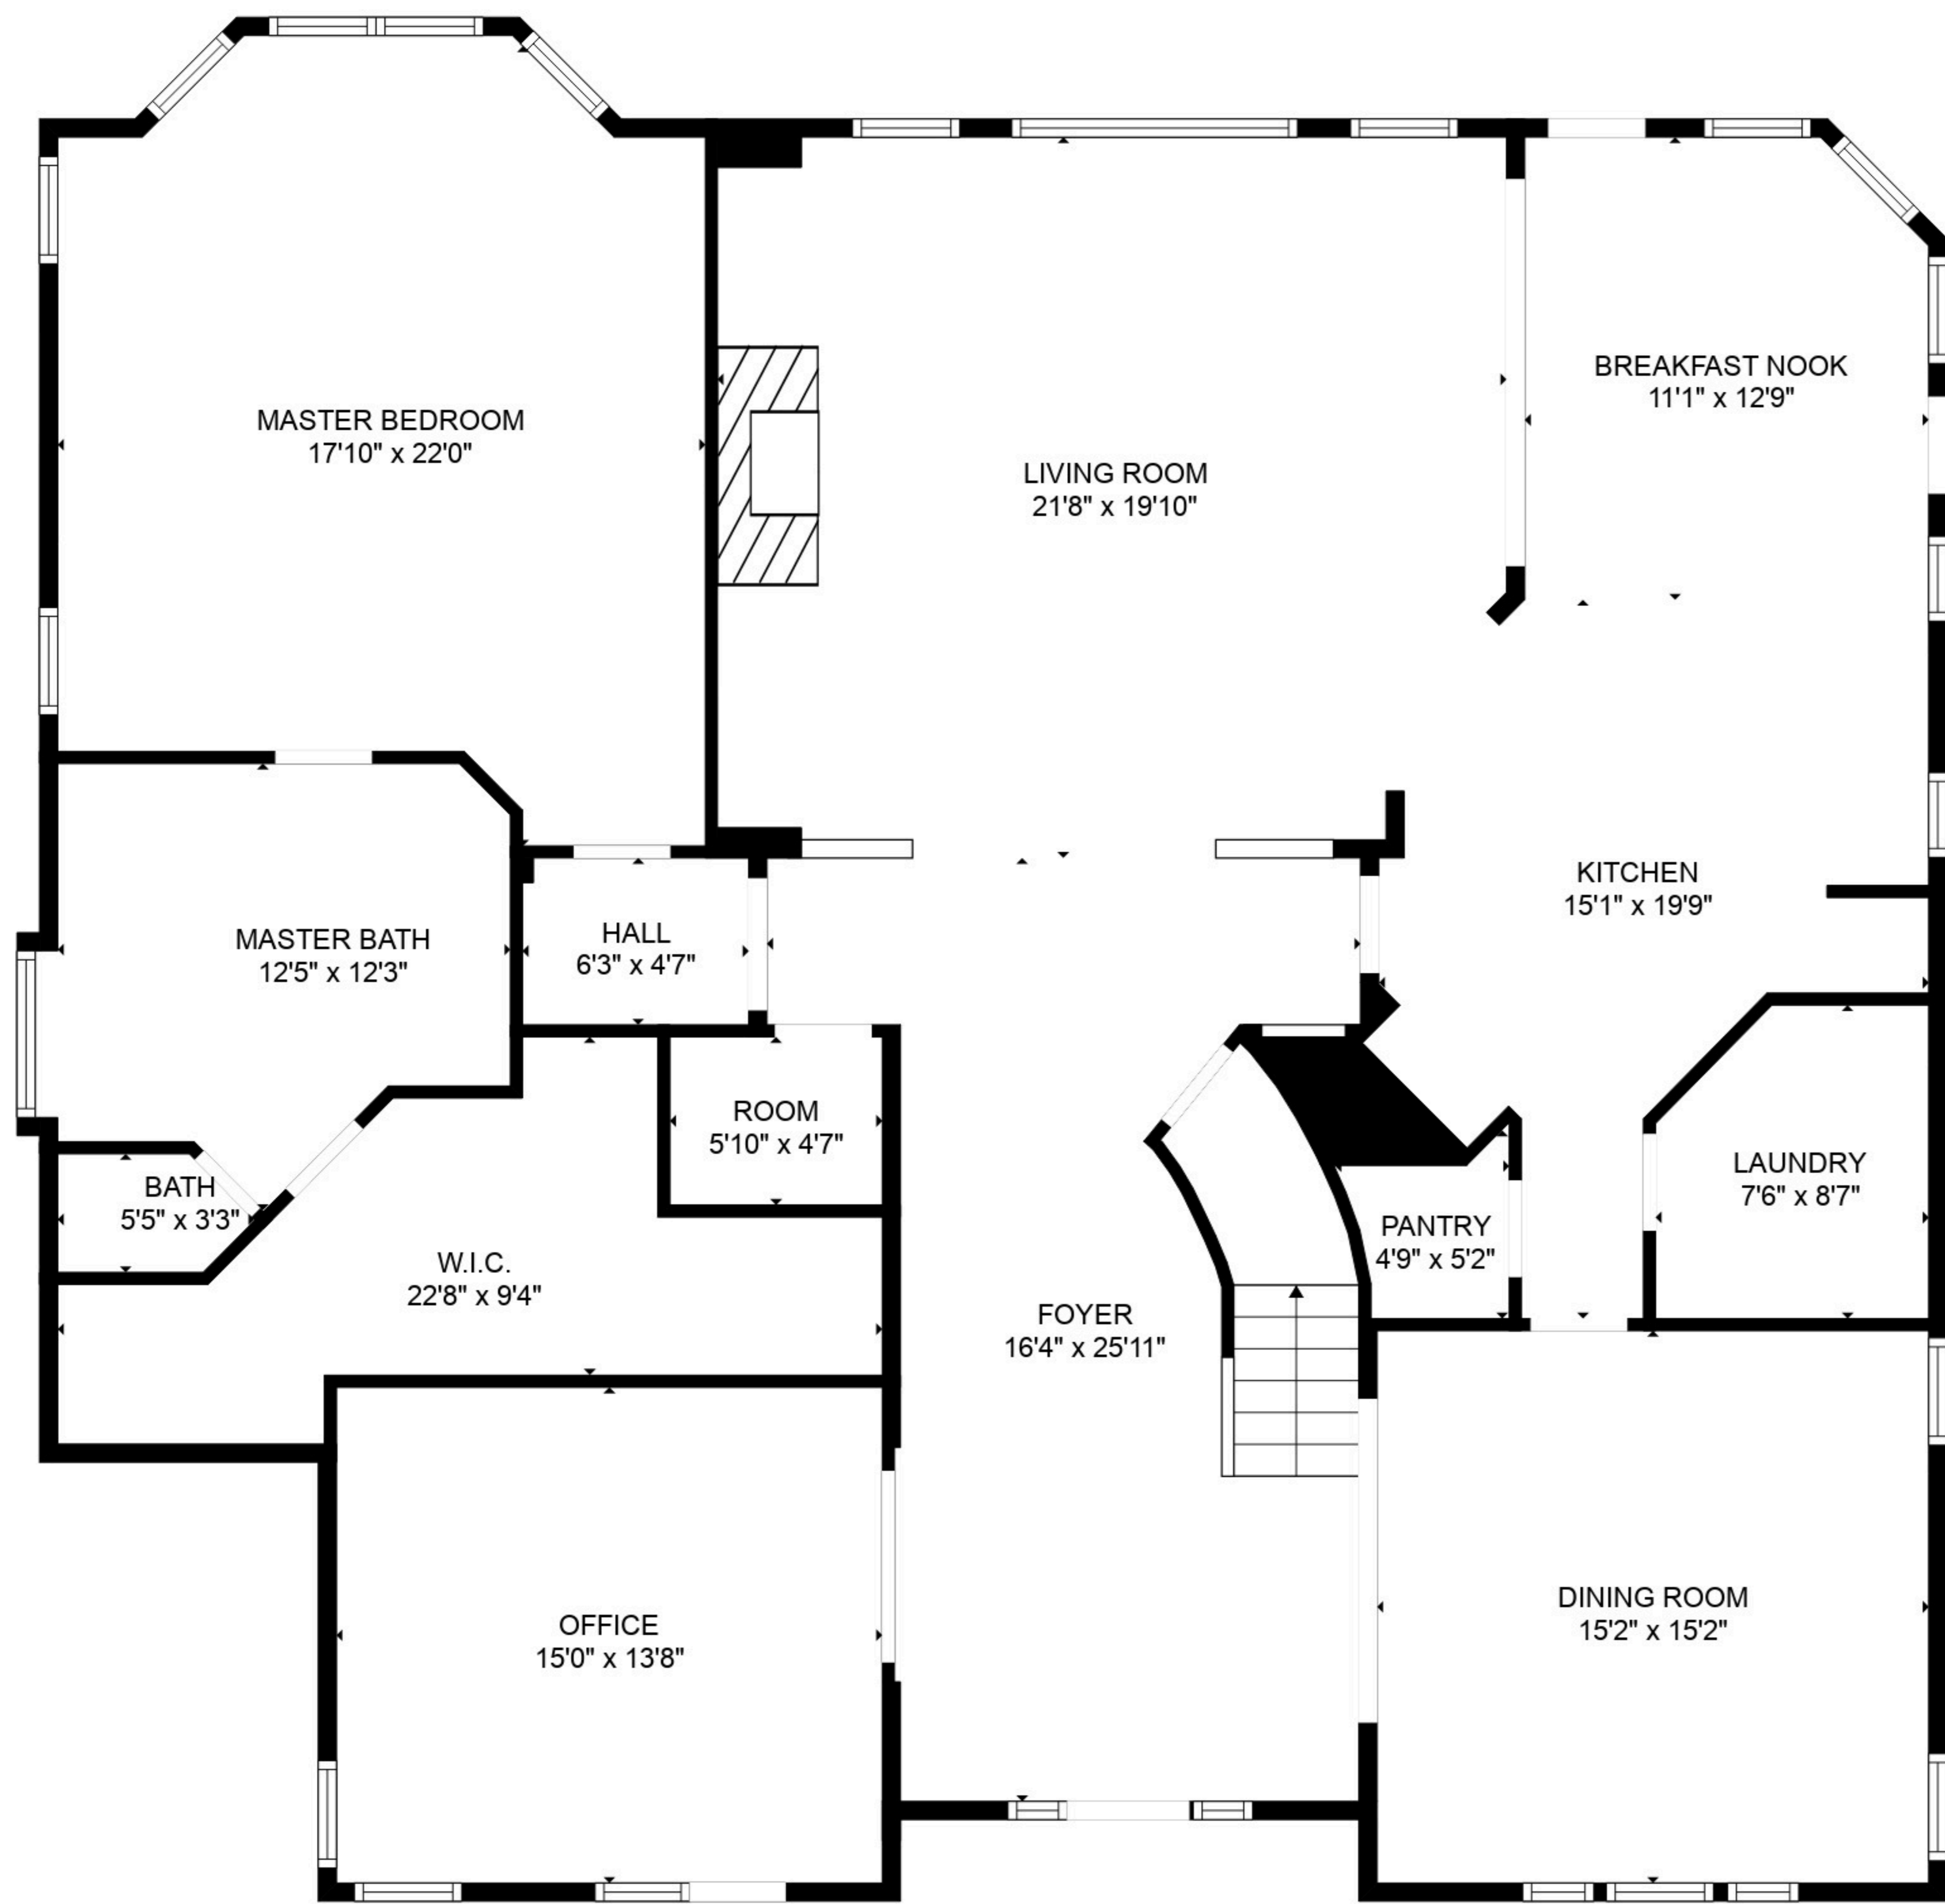 MASTER BEDROOM
17'10" x 22'0"
BREAKFAST NOOK
11'1" x 12'9"
LIVING ROOM
21'8" x 19'10"
KITCHEN
15'1" x 19'9"
MASTER BATH
12'5" x 12'3"
HALL
6'3" x 4'7"
ROOM
5'10" x 4'7"
LAUNDRY
7'6" x 8'7"
BATH
5'5" x 3'3"
PANTRY
4'9" x 5'2"
W.I.C.
22'8" x 9'4"
FOYER
16'4" x 25'11"
OFFICE
15'0" x 13'8"
DINING ROOM
15'2" x 15'2"